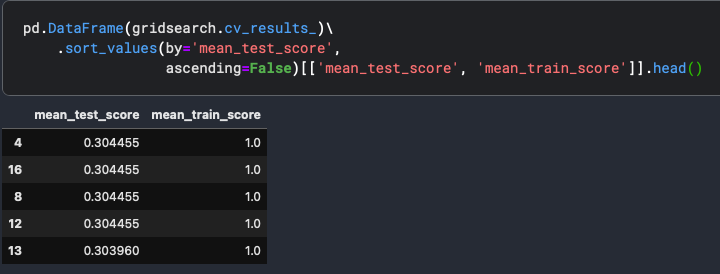 pd.DataFrame(gridsearch.cv_results_)\
.sort_values(by='mean_test_score',
ascending=False)[['mean_test_score', 'mean_train_score']].head()
mean_test_score mean_train_score
4 0.304455 1.0
16 0.304455 1.0
8 0.304455 1.0
12 0.304455 1.0
13 0.303960 1.0